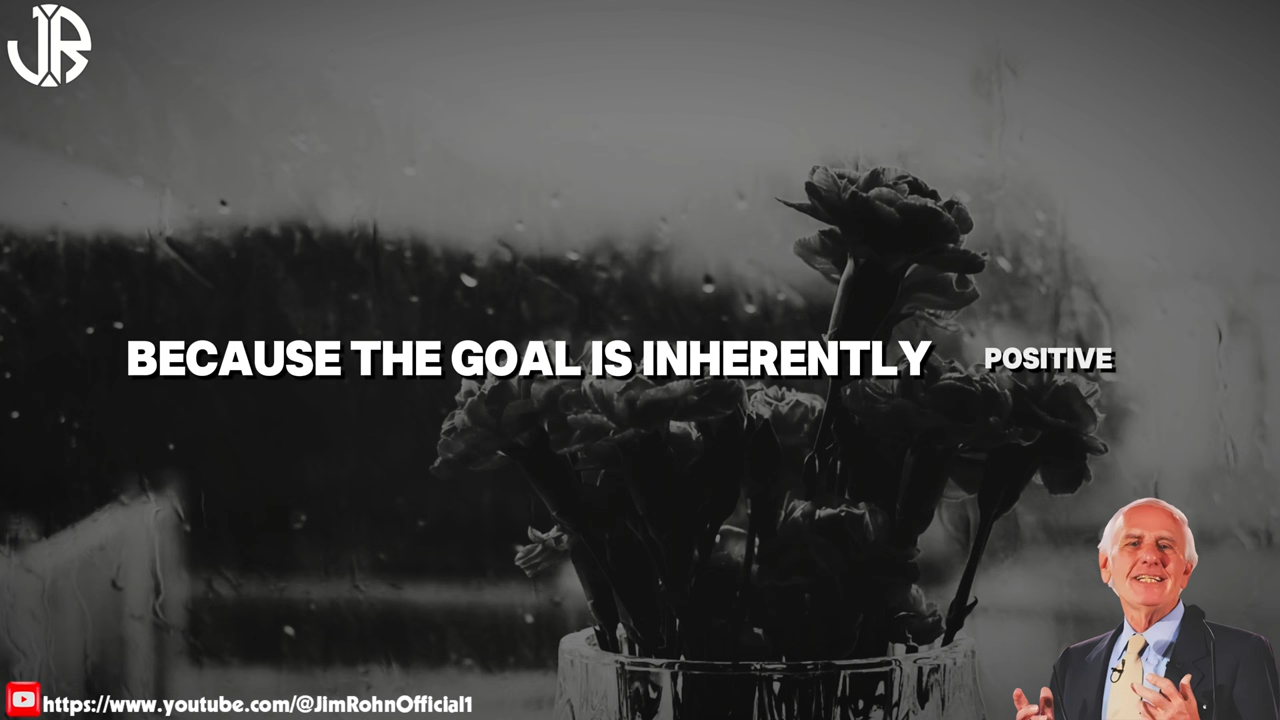 JR
BECAUSE THE GOAL IS INHERENTLY POSITIVE
https://www.youtube.com/@JimRohnOfficial1